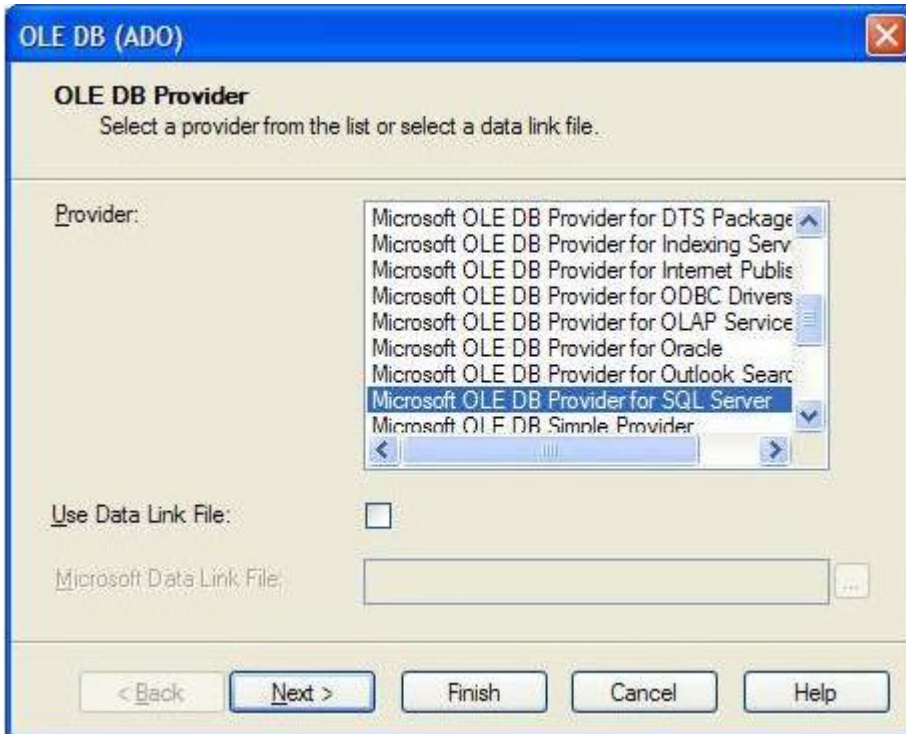 OLE DB (ADO)
OLE DB Provider
Select a provider from the list or select a data link file.
Provider:
Microsoft OLE DB Provider for DTS Package
Microsoft OLE DB Provider for Indexing Serv
Microsoft OLE DB Provider for Internet Publis
Microsoft OLE DB Provider for ODBC Drivers
Microsoft OLE DB Provider for OLAP Service
Microsoft OLE DB Provider for Oracle
Microsoft OLE DB Provider for Outlook Searc
Microsoft OLE DB Provider for SQL Server
Microsoft OLE DB Simple Provider
Use Data Link File:
Microsoft Data Link File:
...
< Back Next > Finish Cancel Help